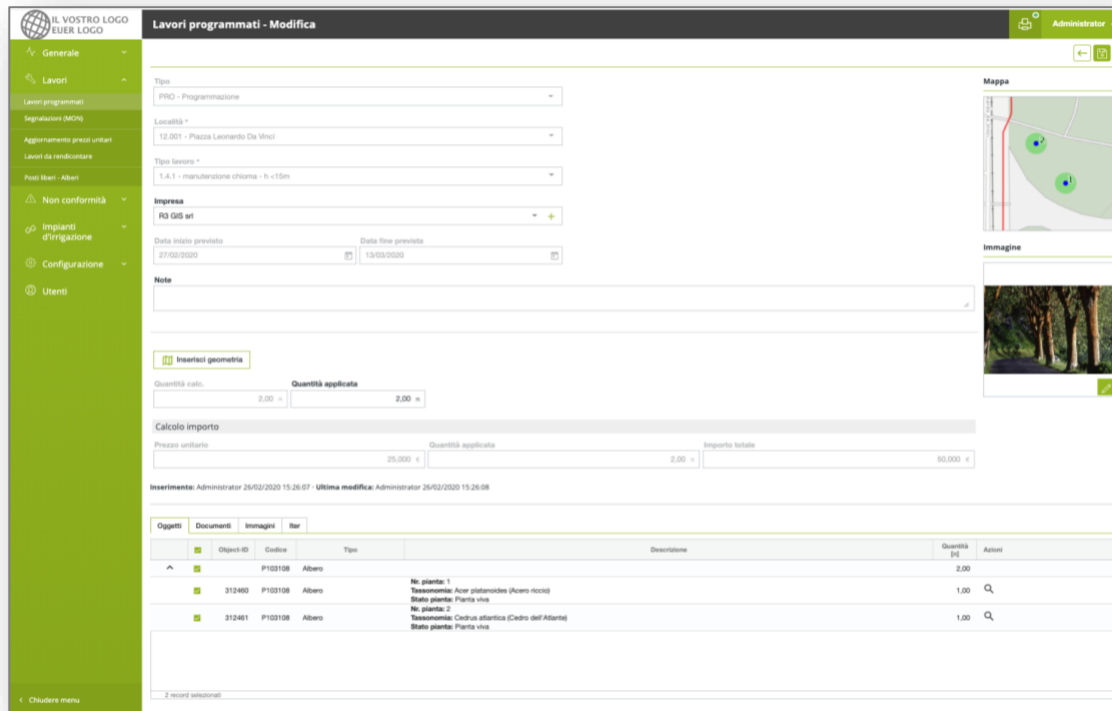 IL VOSTRO LOGO
EUER LOGO
Lavori programmati - Modifica
Administrator
Generale
Lavori
Lavori programmati
Segnalazioni (MON)
Aggiornamento prezzi unitari
Lavori da rendicontare
Posti liberi - Alberi
Non conformità
Impianti
d'irrigazione
Configurazione
Utenti
Chiudere menu
Tipo
PRO - Programmazione
Località *
12.001 - Piazza Leonardo Da Vinci
Tipo lavoro *
1.4.1 - manutenzione chioma - h <15m
Impresa
R3 GIS srl
Data inizio previsto Data fine prevista
27/02/2020 13/03/2020
Note
Mappa
2
1
Immagine
Inserisci geometria
Quantità calc. Quantità applicata
2,00 n 2,00 n
Calcolo importo
Prezzo unitario Quantità applicata Importo totale
25,000 € 2,00 n 50,000 €
Inserimento: Administrator 26/02/2020 15:26:07 - Ultima modifica: Administrator 26/02/2020 15:26:08
Oggetti Documenti Immagini Iter
Object-ID Codice Tipo Descrizione Quantità [n] Azioni
P103108 Albero 2,00
Nr. pianta: 1
312460 P103108 Albero Tassonomia: Acer platanoides (Acero riccio) 1,00
Stato pianta: Pianta viva
Nr. pianta: 2
312461 P103108 Albero Tassonomia: Cedrus atlantica (Cedro dell'Atlante) 1,00
Stato pianta: Pianta viva
2 record selezionati